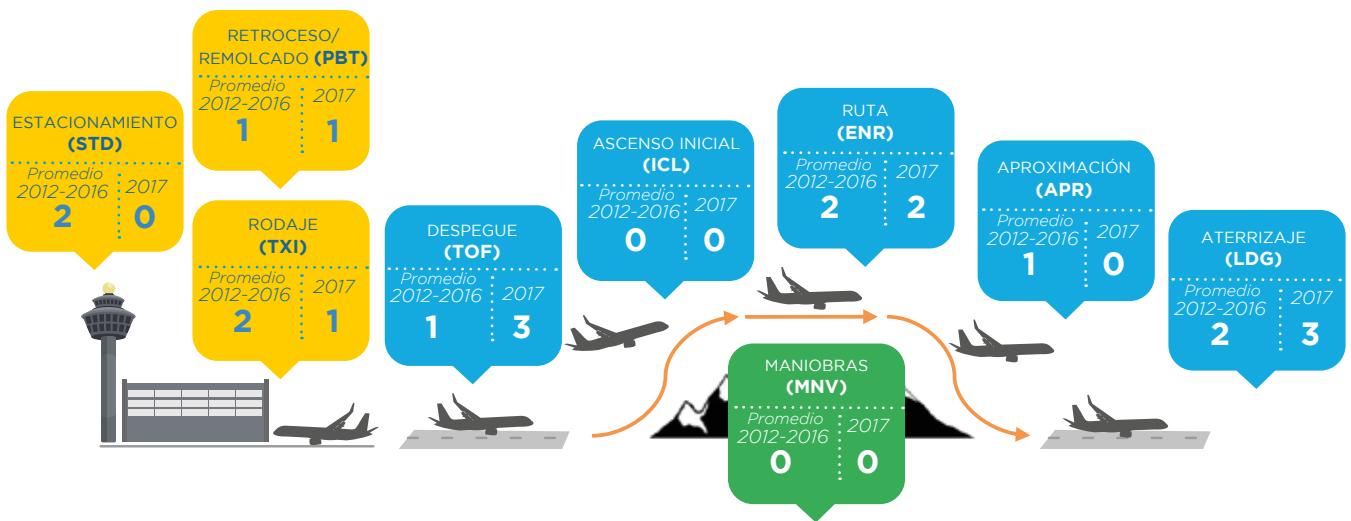 ESTACIONAMIENTO
(STD)
Promedio
2012-2016
2017
2
0
RETROCESO/
REMOLCADO (PBT)
Promedio
2012-2016
2017
1
1
RODAJE
(TXI)
Promedio
2012-2016
2017
2
1
DESPEGUE
(TOF)
Promedio
2012-2016
2017
1
3
ASCENSO INICIAL
(ICL)
Promedio
2012-2016
2017
0
0
RUTA
(ENR)
Promedio
2012-2016
2017
2
2
MANIOBRAS
(MNV)
Promedio
2012-2016
2017
0
0
APROXIMACIÓN
(APR)
Promedio
2012-2016
2017
1
0
ATERRIZAJE
(LDG)
Promedio
2012-2016
2017
2
3